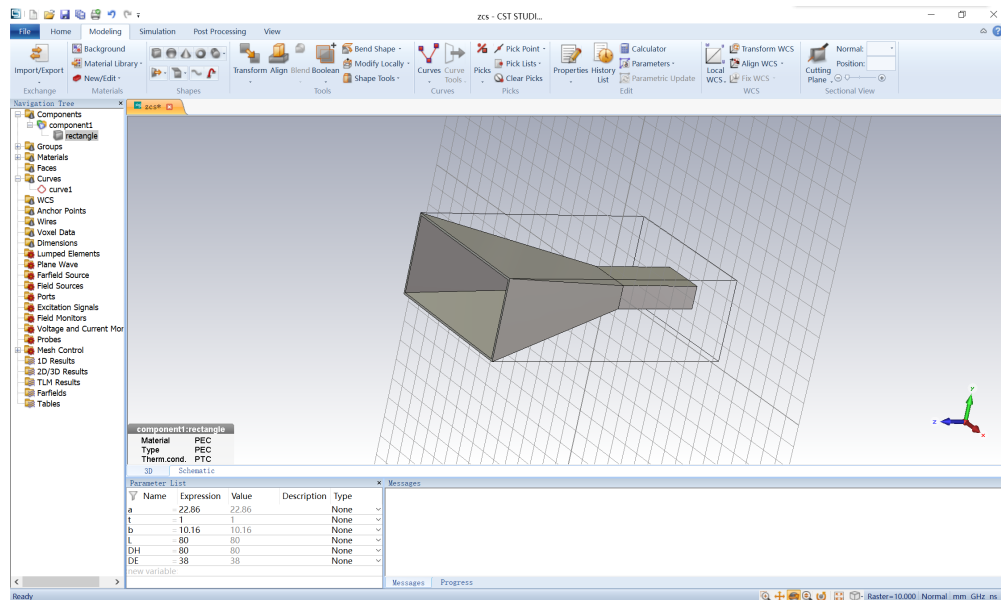 zcs - CST STUDI...
File Home Modeling Simulation Post Processing View
Import/Export
Exchange
Background
Material Library
New/Edit
Materials
Shapes
Transform Align Blend Boolean
Bend Shape
Modify Locally
Shape Tools
Tools
Curves Curve Tools
Curves
Picks
Pick Point
Pick Lists
Clear Picks
Picks
Properties History List
Calculator
Parameters
Parametric Update
Edit
Local WCS
Transform WCS
Align WCS
Fix WCS
WCS
Cutting Plane
Normal:
Position:
Sectional View
Navigation Tree
zcs*
Components
component1
rectangle
Groups
Materials
Faces
Curves
curve1
WCS
Anchor Points
Wires
Voxel Data
Dimensions
Lumped Elements
Plane Wave
Farfield Source
Field Sources
Ports
Excitation Signals
Field Monitors
Voltage and Current Mor
Probes
Mesh Control
1D Results
2D/3D Results
TLM Results
Farfields
Tables
y
z
x
component1:rectangle
Material PEC
Type PEC
Therm.cond. PTC
3D Schematic
Parameter List
Name Expression Value Description Type
a = 22.86 22.86 None
t = 1 1 None
b = 10.16 10.16 None
L = 80 80 None
DH = 80 80 None
DE = 38 38 None
new variable
Messages
Messages Progress
Ready
Raster=10.000 Normal mm GHz ns